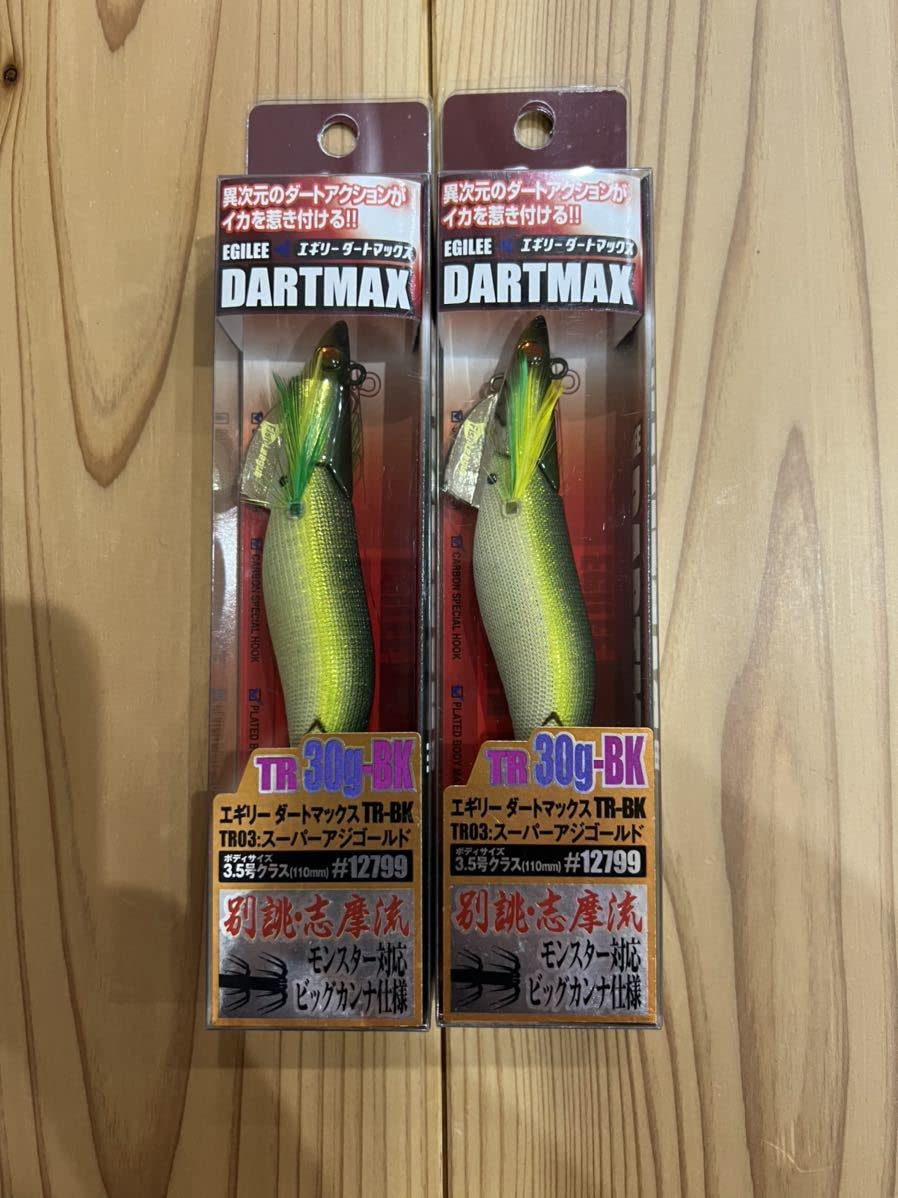 異次元のダートアクションが
イカを惹き付ける!!
EGILEE エギリーダートマックス
DARTMAX
CARBON SPECIAL HOOK
PLATED BODY
TR 30g-BK
エギリー ダートマックス TR-BK
TR03:スーパーアジゴールド
ボディサイズ
3.5号クラス(110mm) #12799
別誂・志摩流
モンスター対応
ビッグカンナ仕様
異次元のダートアクションが
イカを惹き付ける!!
EGILEE エギリーダートマックス
DARTMAX
CARBON SPECIAL HOOK
PLATED BODY
TR 30g-BK
エギリー ダートマックス TR-BK
TR03:スーパーアジゴールド
ボディサイズ
3.5号クラス(110mm) #12799
別誂・志摩流
モンスター対応
ビッグカンナ仕様